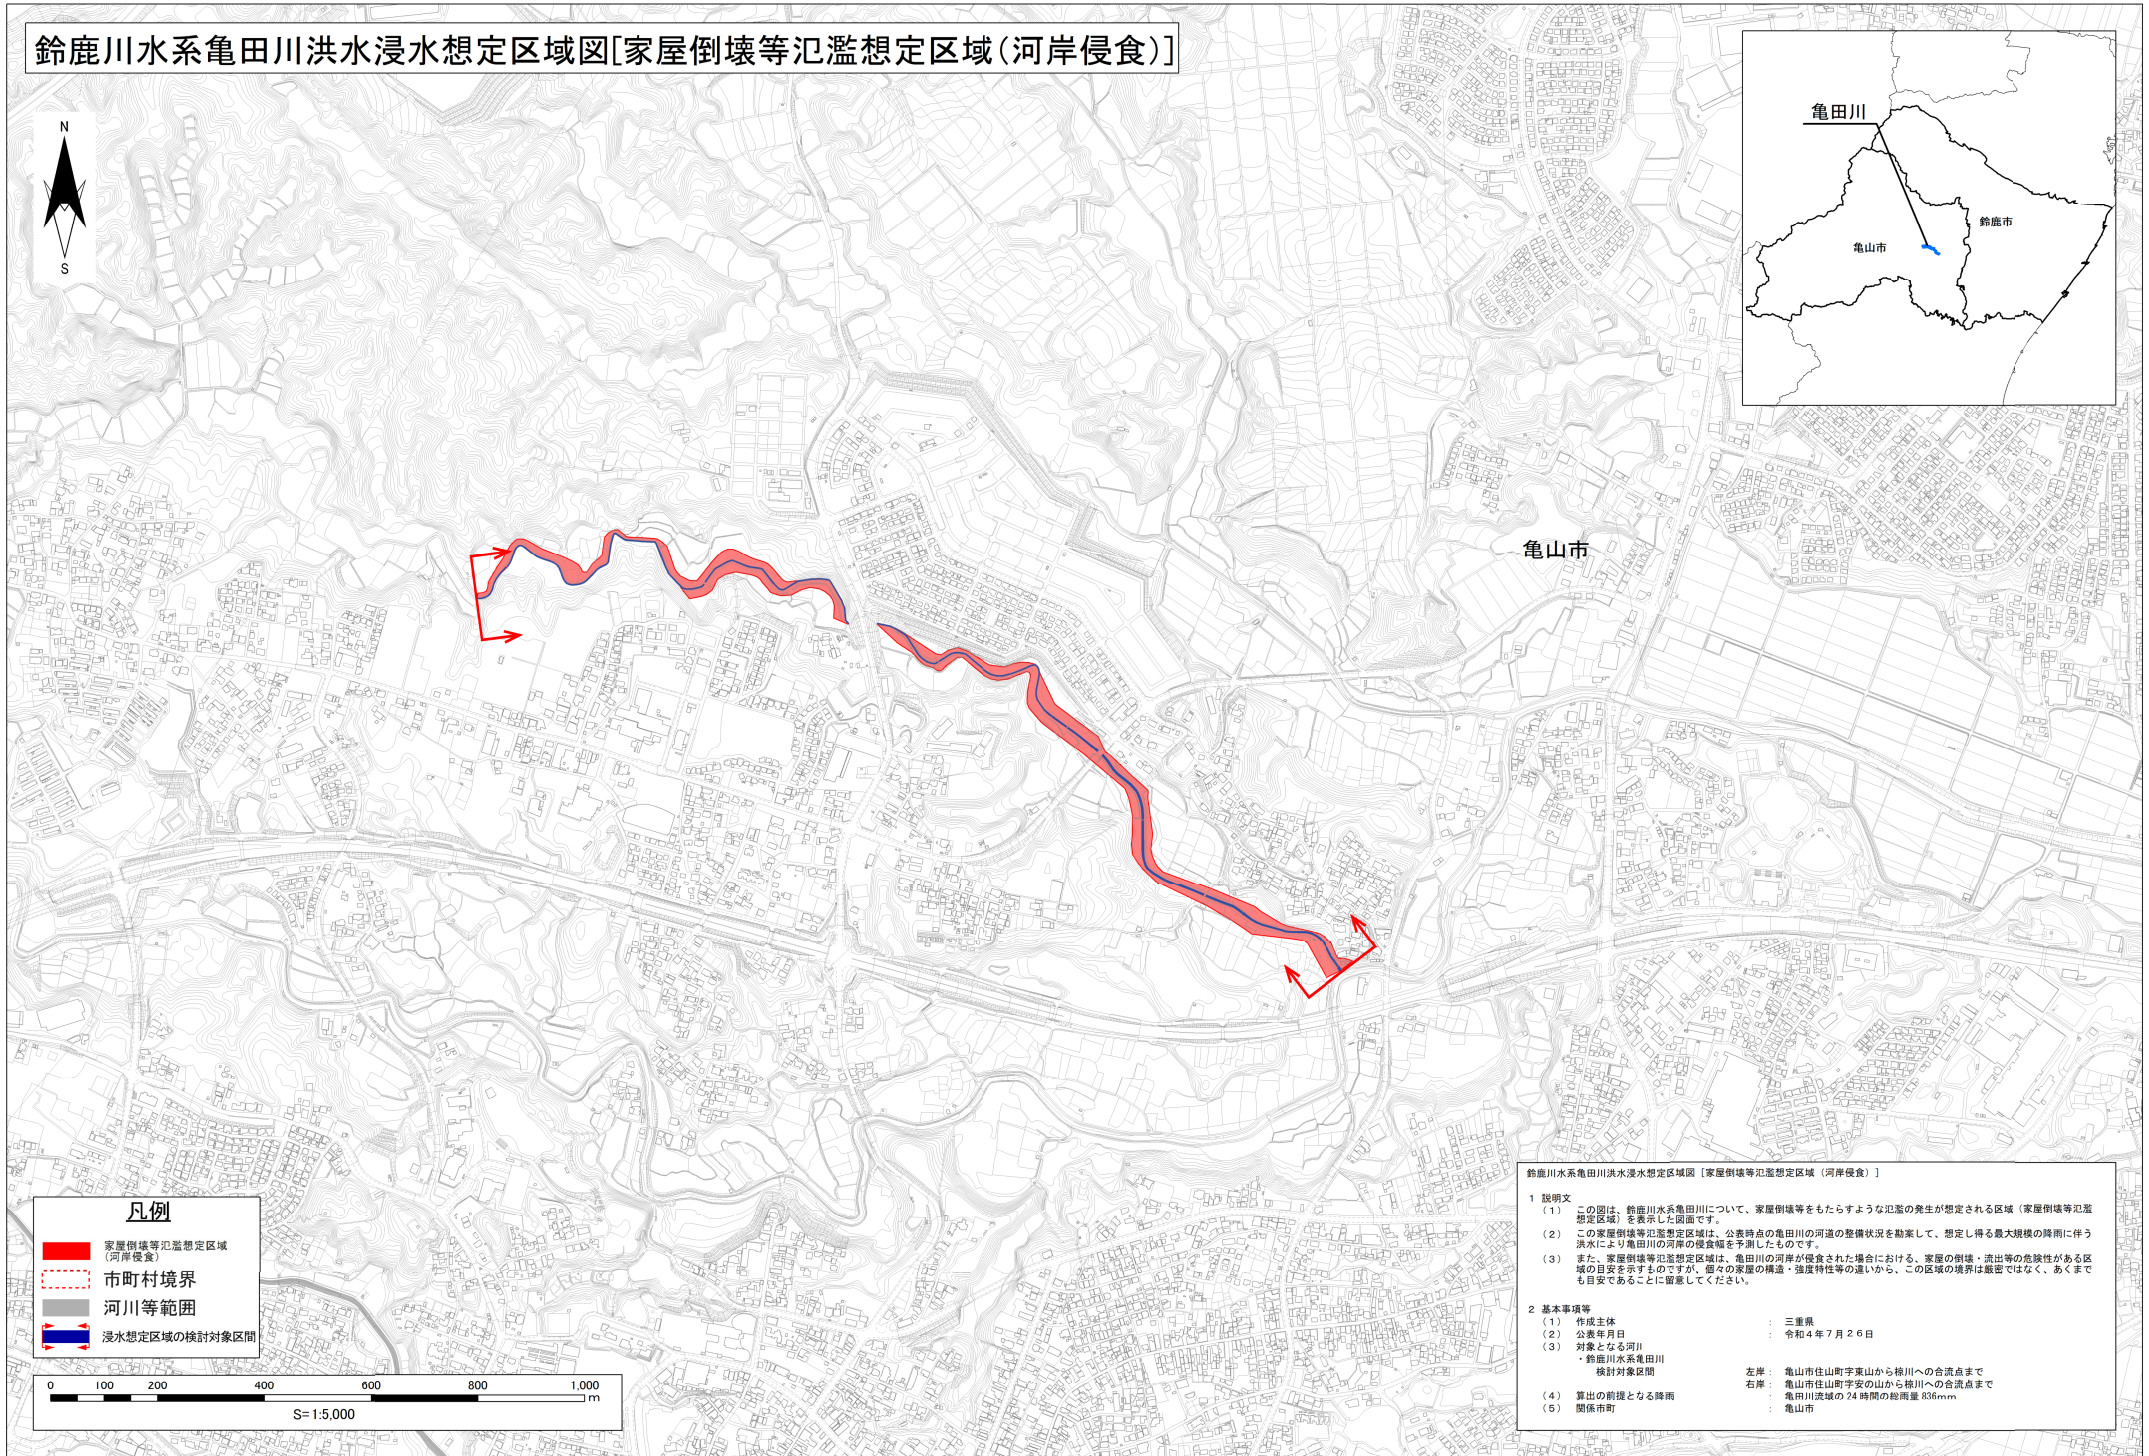 鈴鹿川水系亀田川洪水浸水想定区域図[家屋倒壊等氾濫想定区域(河岸侵食)]
N
S
亀田川
鈴鹿市
亀山市
亀山市
凡例
家屋倒壊等氾濫想定区域
(河岸侵食)
市町村境界
河川等範囲
浸水想定区域の検討対象区間
0 100 200 400 600 800 1,000
m
S=1:5,000
鈴鹿川水系亀田川洪水浸水想定区域図［家屋倒壊等氾濫想定区域（河岸侵食）］
1 説明文
（1） この図は、鈴鹿川水系亀田川について、家屋倒壊等をもたらすような氾濫の発生が想定される区域（家屋倒壊等氾濫
想定区域）を表示した図面です。
（2） この家屋倒壊等氾濫想定区域は、公表時点の亀田川の河道の整備状況を勘案して、想定し得る最大規模の降雨に伴う
洪水により亀田川の河岸の侵食幅を予測したものです。
（3） また、家屋倒壊等氾濫想定区域は、亀田川の河岸が侵食された場合における、家屋の倒壊・流出等の危険性がある区
域の目安を示すものですが、個々の家屋の構造・強度特性等の違いから、この区域の境界は厳密ではなく、あくまで
も目安であることに留意してください。
2 基本事項等
（1） 作成主体 ： 三重県
（2） 公表年月日 ： 令和4年7月26日
（3） 対象となる河川
・鈴鹿川水系亀田川
検討対象区間 左岸： 亀山市住山町字東山から椋川への合流点まで
右岸： 亀山市住山町字安の山から椋川への合流点まで
（4） 算出の前提となる降雨 ： 亀田川流域の24時間の総雨量836mm
（5） 関係市町 ： 亀山市